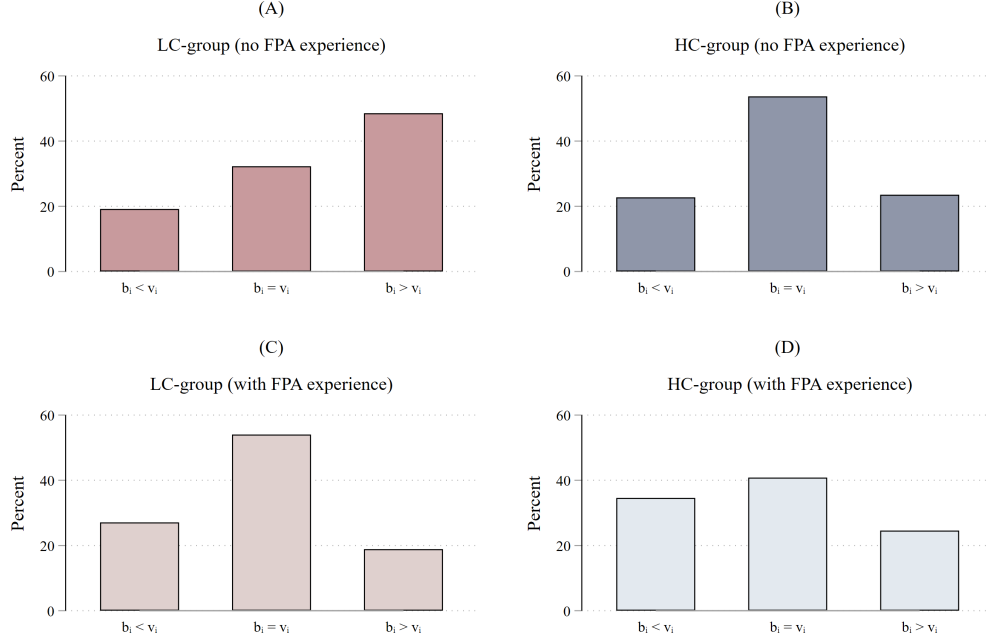 (A)
LC-group (no FPA experience)
Percent
60
40
20
0
bᵢ < vᵢ
bᵢ = vᵢ
bᵢ > vᵢ
(B)
HC-group (no FPA experience)
Percent
60
40
20
0
bᵢ < vᵢ
bᵢ = vᵢ
bᵢ > vᵢ
(C)
LC-group (with FPA experience)
Percent
60
40
20
0
bᵢ < vᵢ
bᵢ = vᵢ
bᵢ > vᵢ
(D)
HC-group (with FPA experience)
Percent
60
40
20
0
bᵢ < vᵢ
bᵢ = vᵢ
bᵢ > vᵢ